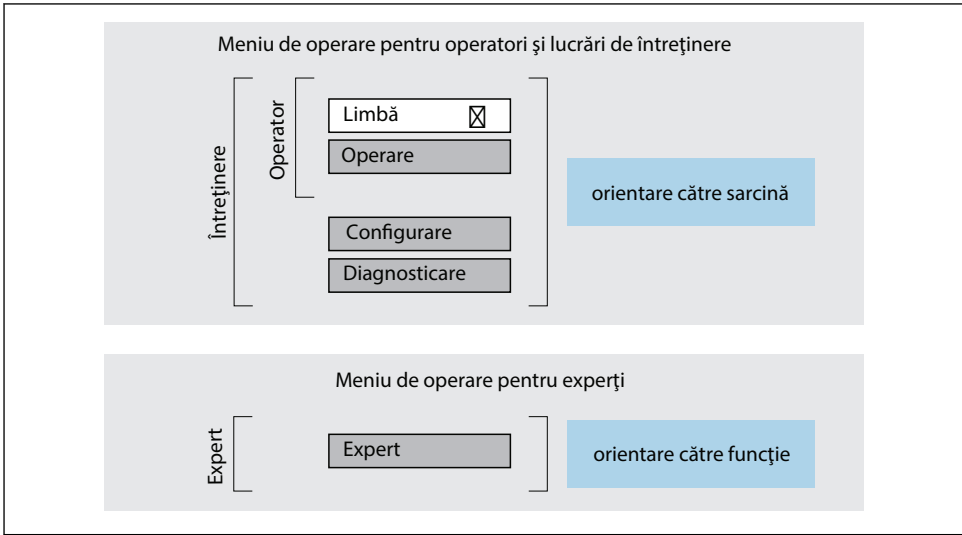 Meniu de operare pentru operatori şi lucrări de întreţinere
Întreţinere
Operator
Limbă
Operare
Configurare
Diagnosticare
orientare către sarcină
Meniu de operare pentru experţi
Expert
Expert
orientare către funcţie